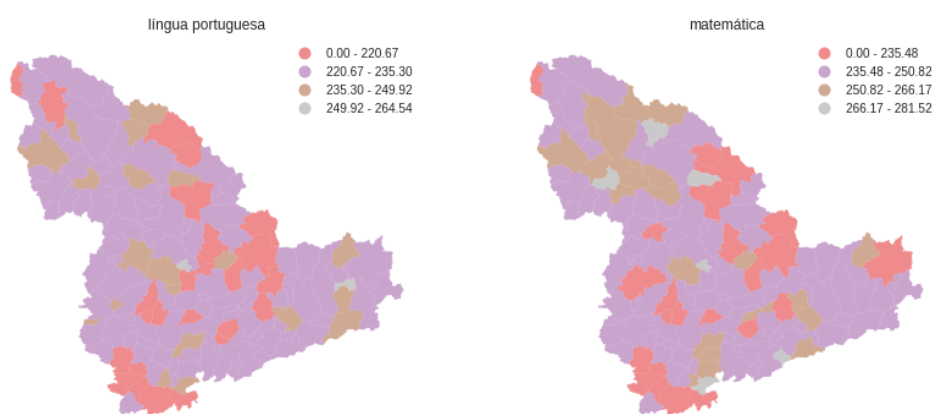 língua portuguesa
0.00 - 220.67
220.67 - 235.30
235.30 - 249.92
249.92 - 264.54
matemática
0.00 - 235.48
235.48 - 250.82
250.82 - 266.17
266.17 - 281.52